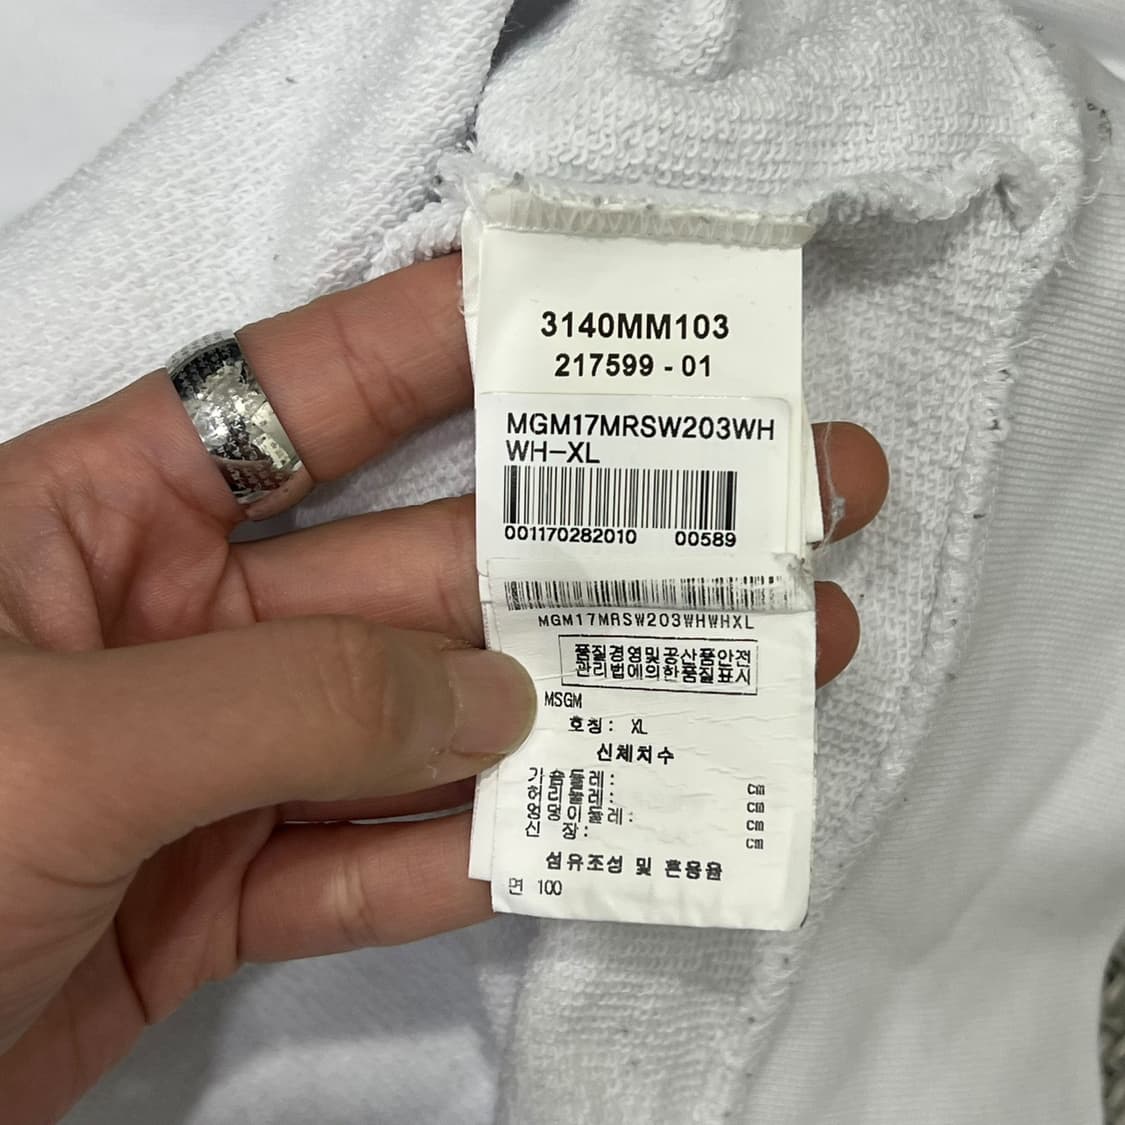 3140MM103
217599 - 01
MGM17MRSW203WH
WH-XL
001170282010 00589
MGM17MRSW203WHWHXL
품질경영및공산품안전
관리법에의한품질표시
MSGM
호칭: XL
신체치수
가슴둘레: cm
허리둘레: cm
엉덩이둘레: cm
신 장: cm
섬유조성 및 혼용율
면 100